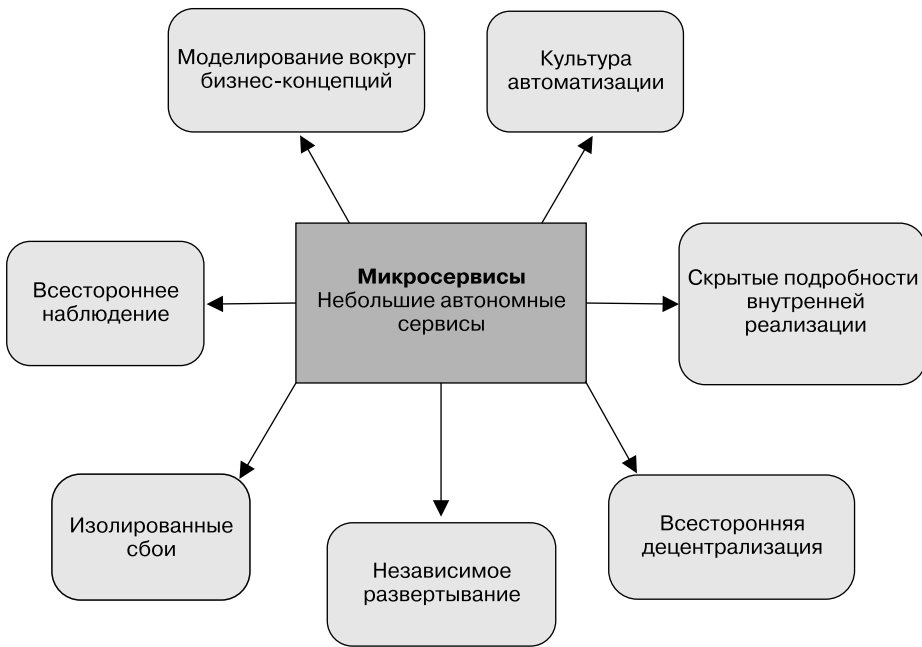 Моделирование вокруг
бизнес-концепций
Культура
автоматизации
Всестороннее
наблюдение
Микросервисы
Небольшие автономные
сервисы
Скрытые подробности
внутренней
реализации
Изолированные
сбои
Независимое
развертывание
Всесторонняя
децентрализация